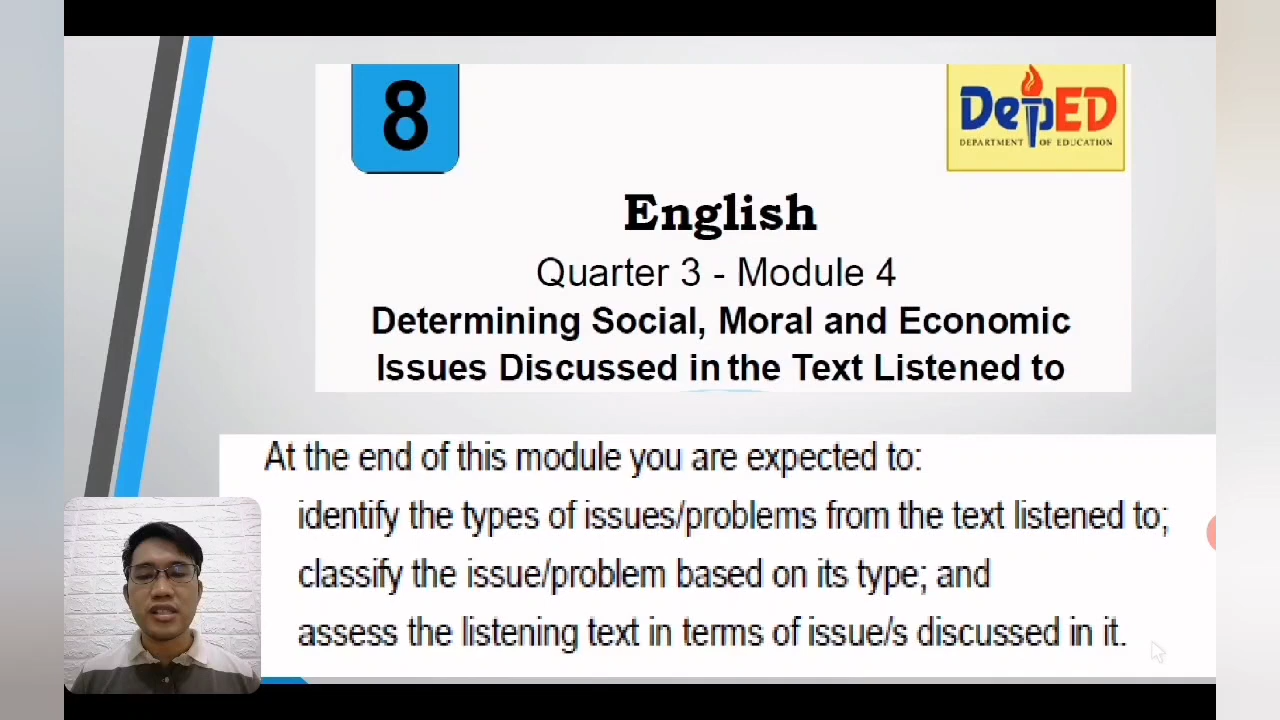 8
DepED
DEPARTMENT OF EDUCATION
English
Quarter 3 - Module 4
Determining Social, Moral and Economic
Issues Discussed in the Text Listened to
At the end of this module you are expected to:
identify the types of issues/problems from the text listened to;
classify the issue/problem based on its type; and
assess the listening text in terms of issue/s discussed in it.